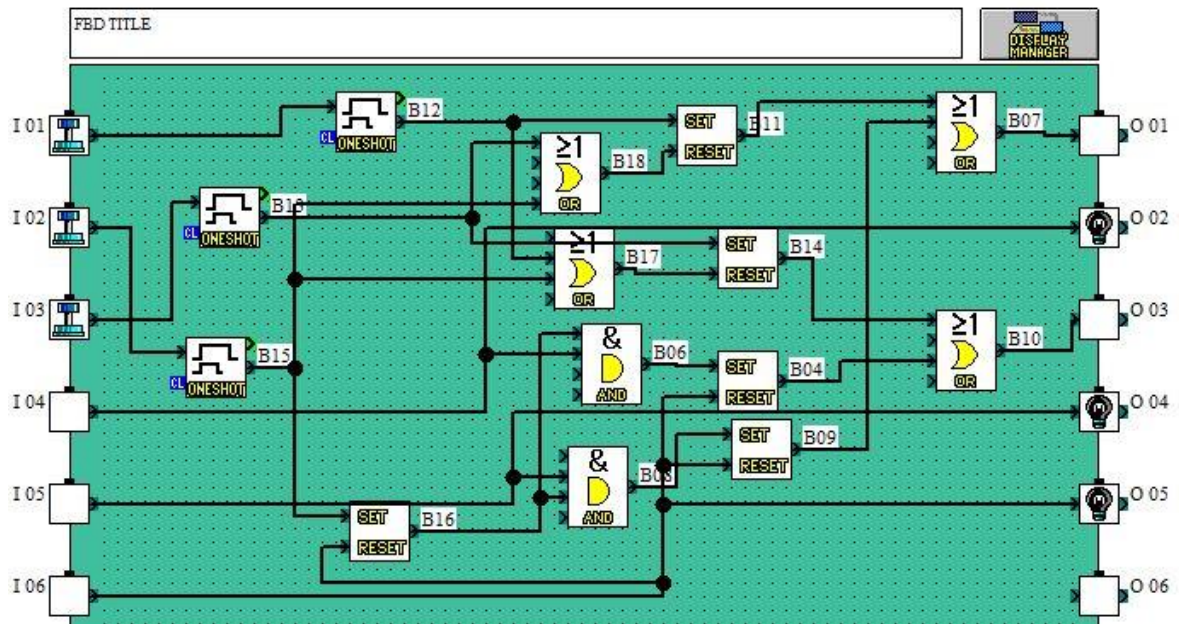 FBD TITLE
DISPLAY
MANAGER
I 01
CL
ONESHOT
B12
SET
RESET
B11
≥1
OR
B07
O 01
≥1
OR
B18
I 02
CL
ONESHOT
B13
O 02
≥1
OR
B17
SET
RESET
B14
I 03
O 03
CL
ONESHOT
B15
&
AND
B06
SET
RESET
B04
≥1
OR
B10
I 04
O 04
SET
RESET
B09
&
AND
B08
I 05
O 05
SET
RESET
B16
I 06
O 06